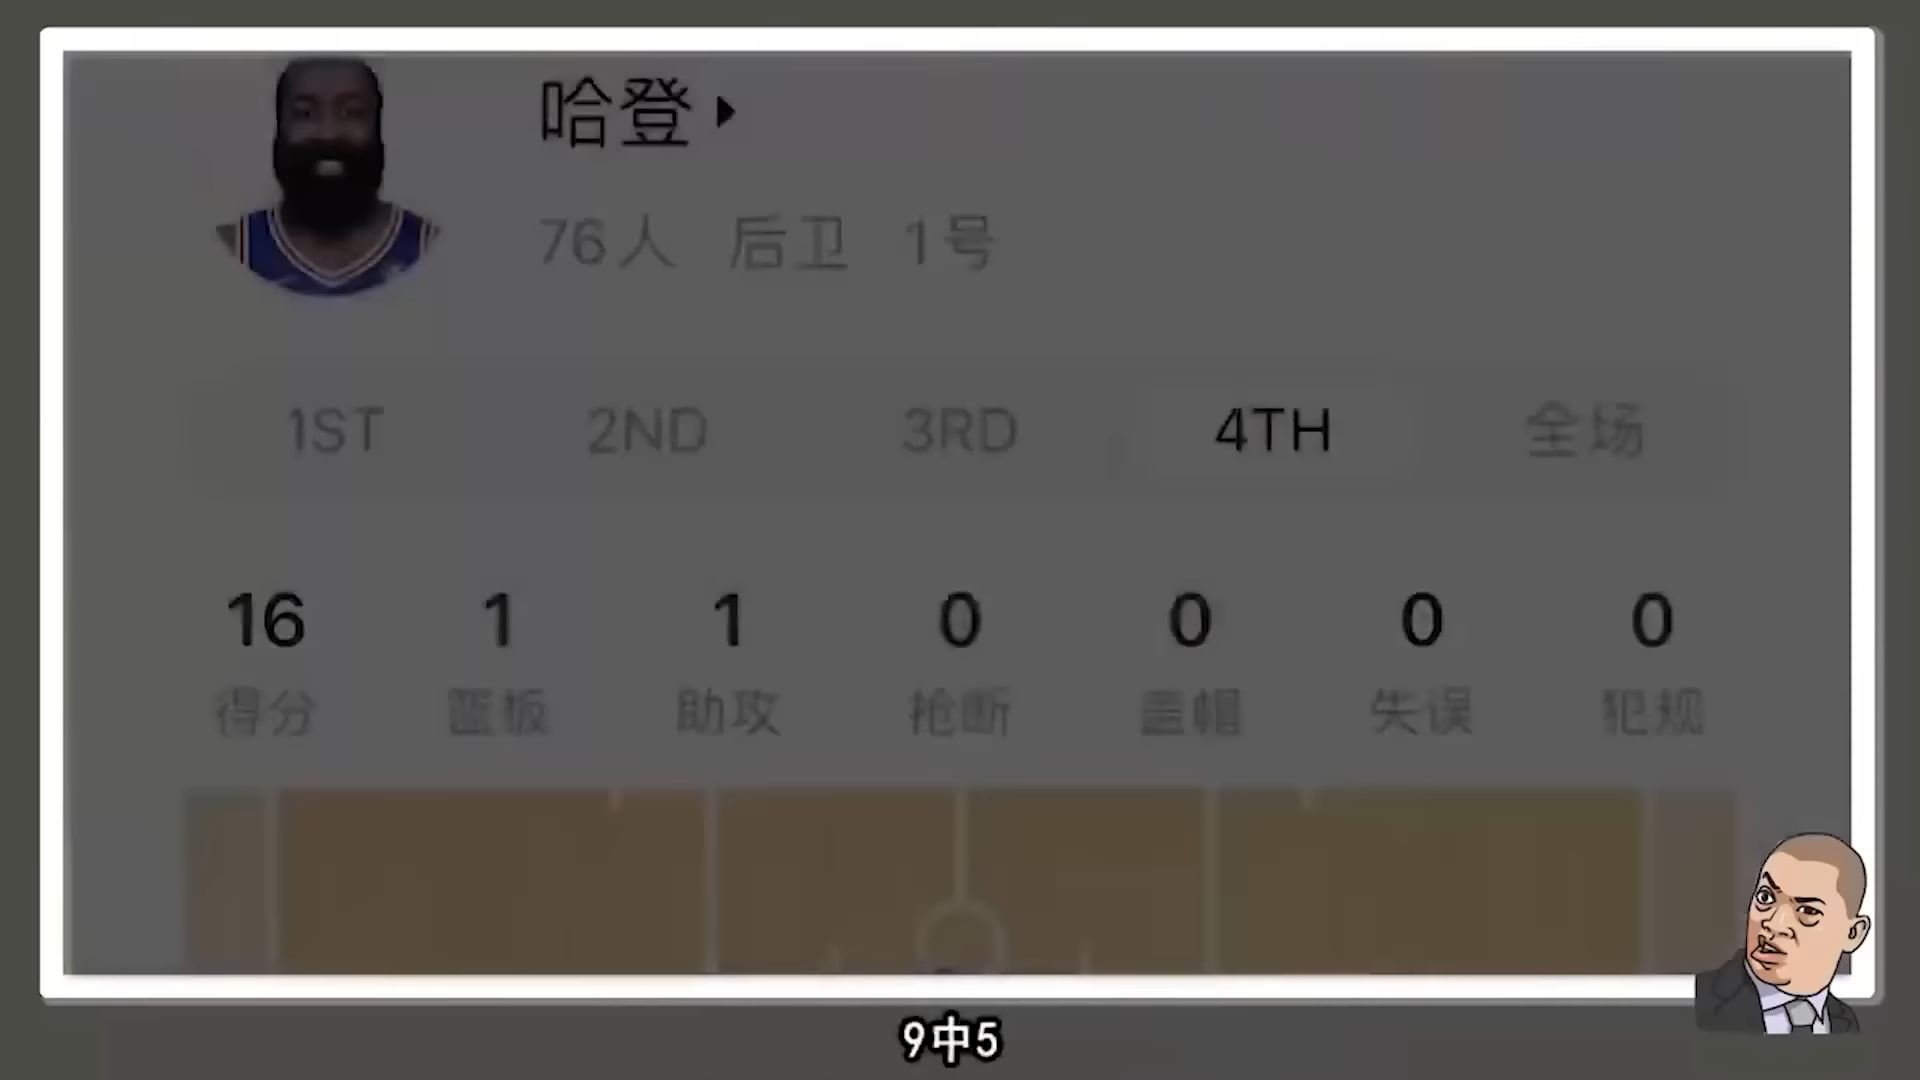 哈登
76人 后卫 1号
1ST 2ND 3RD 4TH 全场
16 1 1 0 0 0 0
得分 篮板 助攻 抢断 盖帽 失误 犯规
9中5